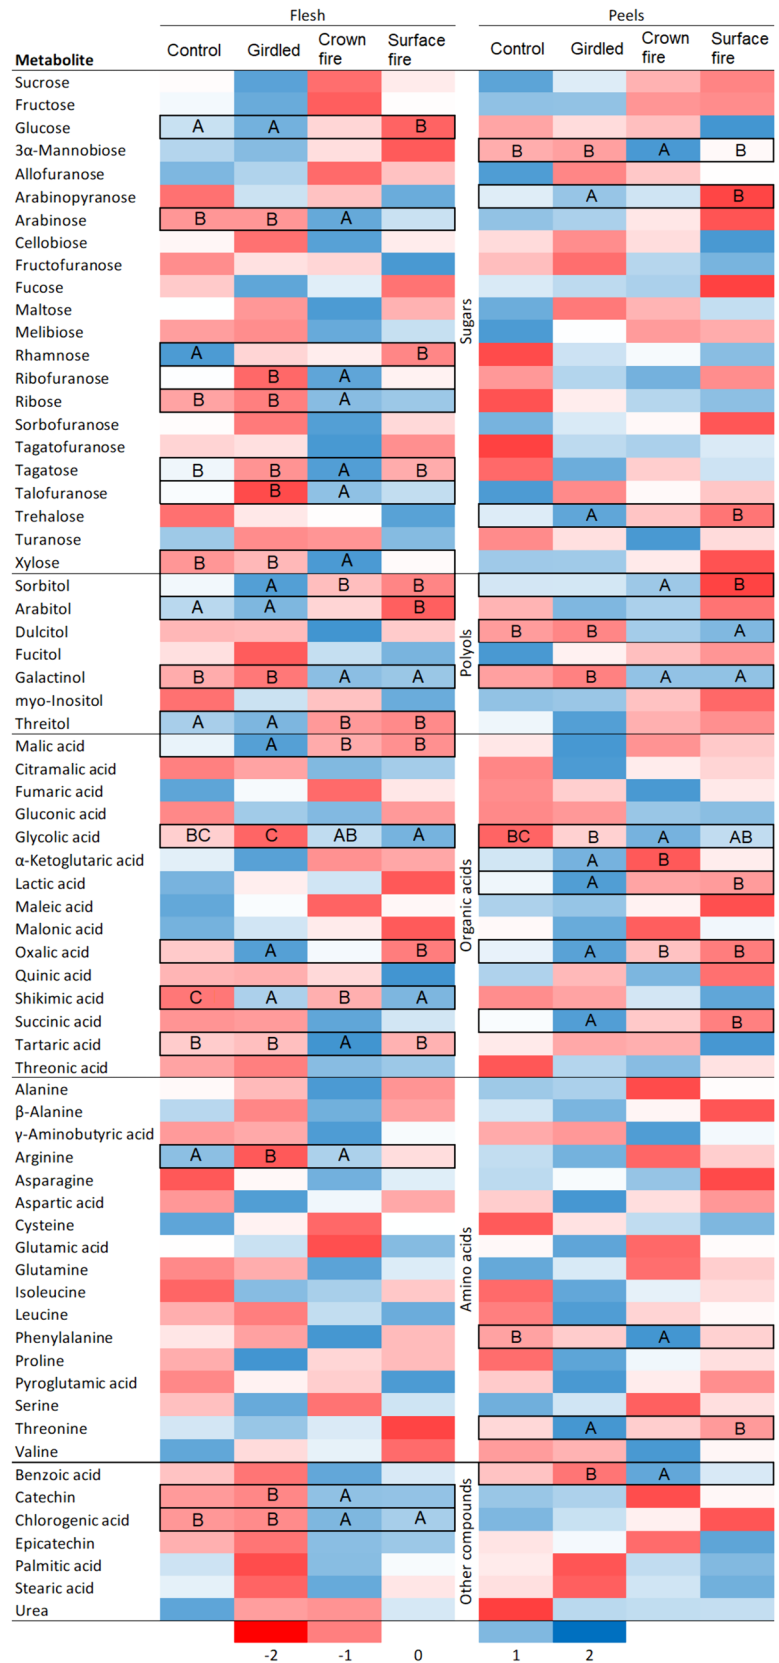 Flesh Peels
Metabolite Control Girdled Crown fire Surface fire Control Girdled Crown fire Surface fire
Sucrose
Fructose
Glucose A A B
3α-Mannobiose B B A B
Allofuranose
Arabinopyranose A B
Arabinose B B A
Cellobiose
Fructofuranose
Fucose
Maltose
Sugars
Melibiose
Rhamnose A B
Ribofuranose B A
Ribose B B A
Sorbofuranose
Tagatofuranose
Tagatose B B A B
Talofuranose B A
Trehalose A B
Turanose
Xylose B B A
Sorbitol A B B A B
Arabitol A A B
Dulcitol B B A
Polyols
Fucitol
Galactinol B B A A B A A
myo-Inositol
Threitol A A B B
Malic acid A B B
Citramalic acid
Fumaric acid
Gluconic acid
Glycolic acid BC C AB A BC B A AB
α-Ketoglutaric acid A B
Lactic acid A B
Organic acids
Maleic acid
Malonic acid
Oxalic acid A B A B B
Quinic acid
Shikimic acid C A B A
Succinic acid A B
Tartaric acid B B A B
Threonic acid
Alanine
β-Alanine
γ-Aminobutyric acid
Arginine A B A
Asparagine
Aspartic acid
Cysteine
Glutamic acid
Glutamine
Amino acids
Isoleucine
Leucine
Phenylalanine B A
Proline
Pyroglutamic acid
Serine
Threonine A B
Valine
Benzoic acid B A
Catechin B A
Chlorogenic acid B B A A
Epicatechin
Other compounds
Palmitic acid
Stearic acid
Urea
-2 -1 0 1 2